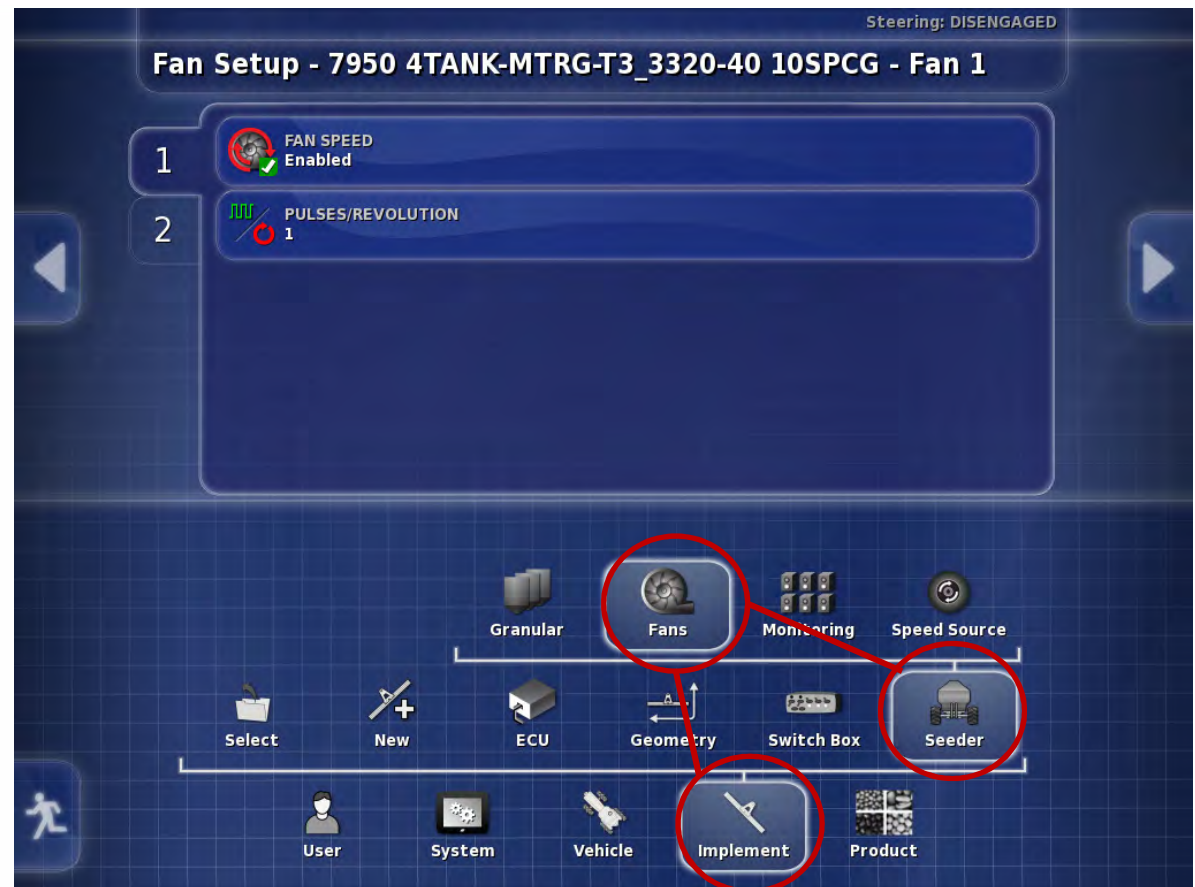 Steering: DISENGAGED
Fan Setup - 7950 4TANK-MTRG-T3_3320-40 10SPCG - Fan 1
1
FAN SPEED
Enabled
2
PULSES/REVOLUTION
1
Granular
Fans
Monitoring
Speed Source
Select
New
ECU
Geometry
Switch Box
Seeder
User
System
Vehicle
Implement
Product